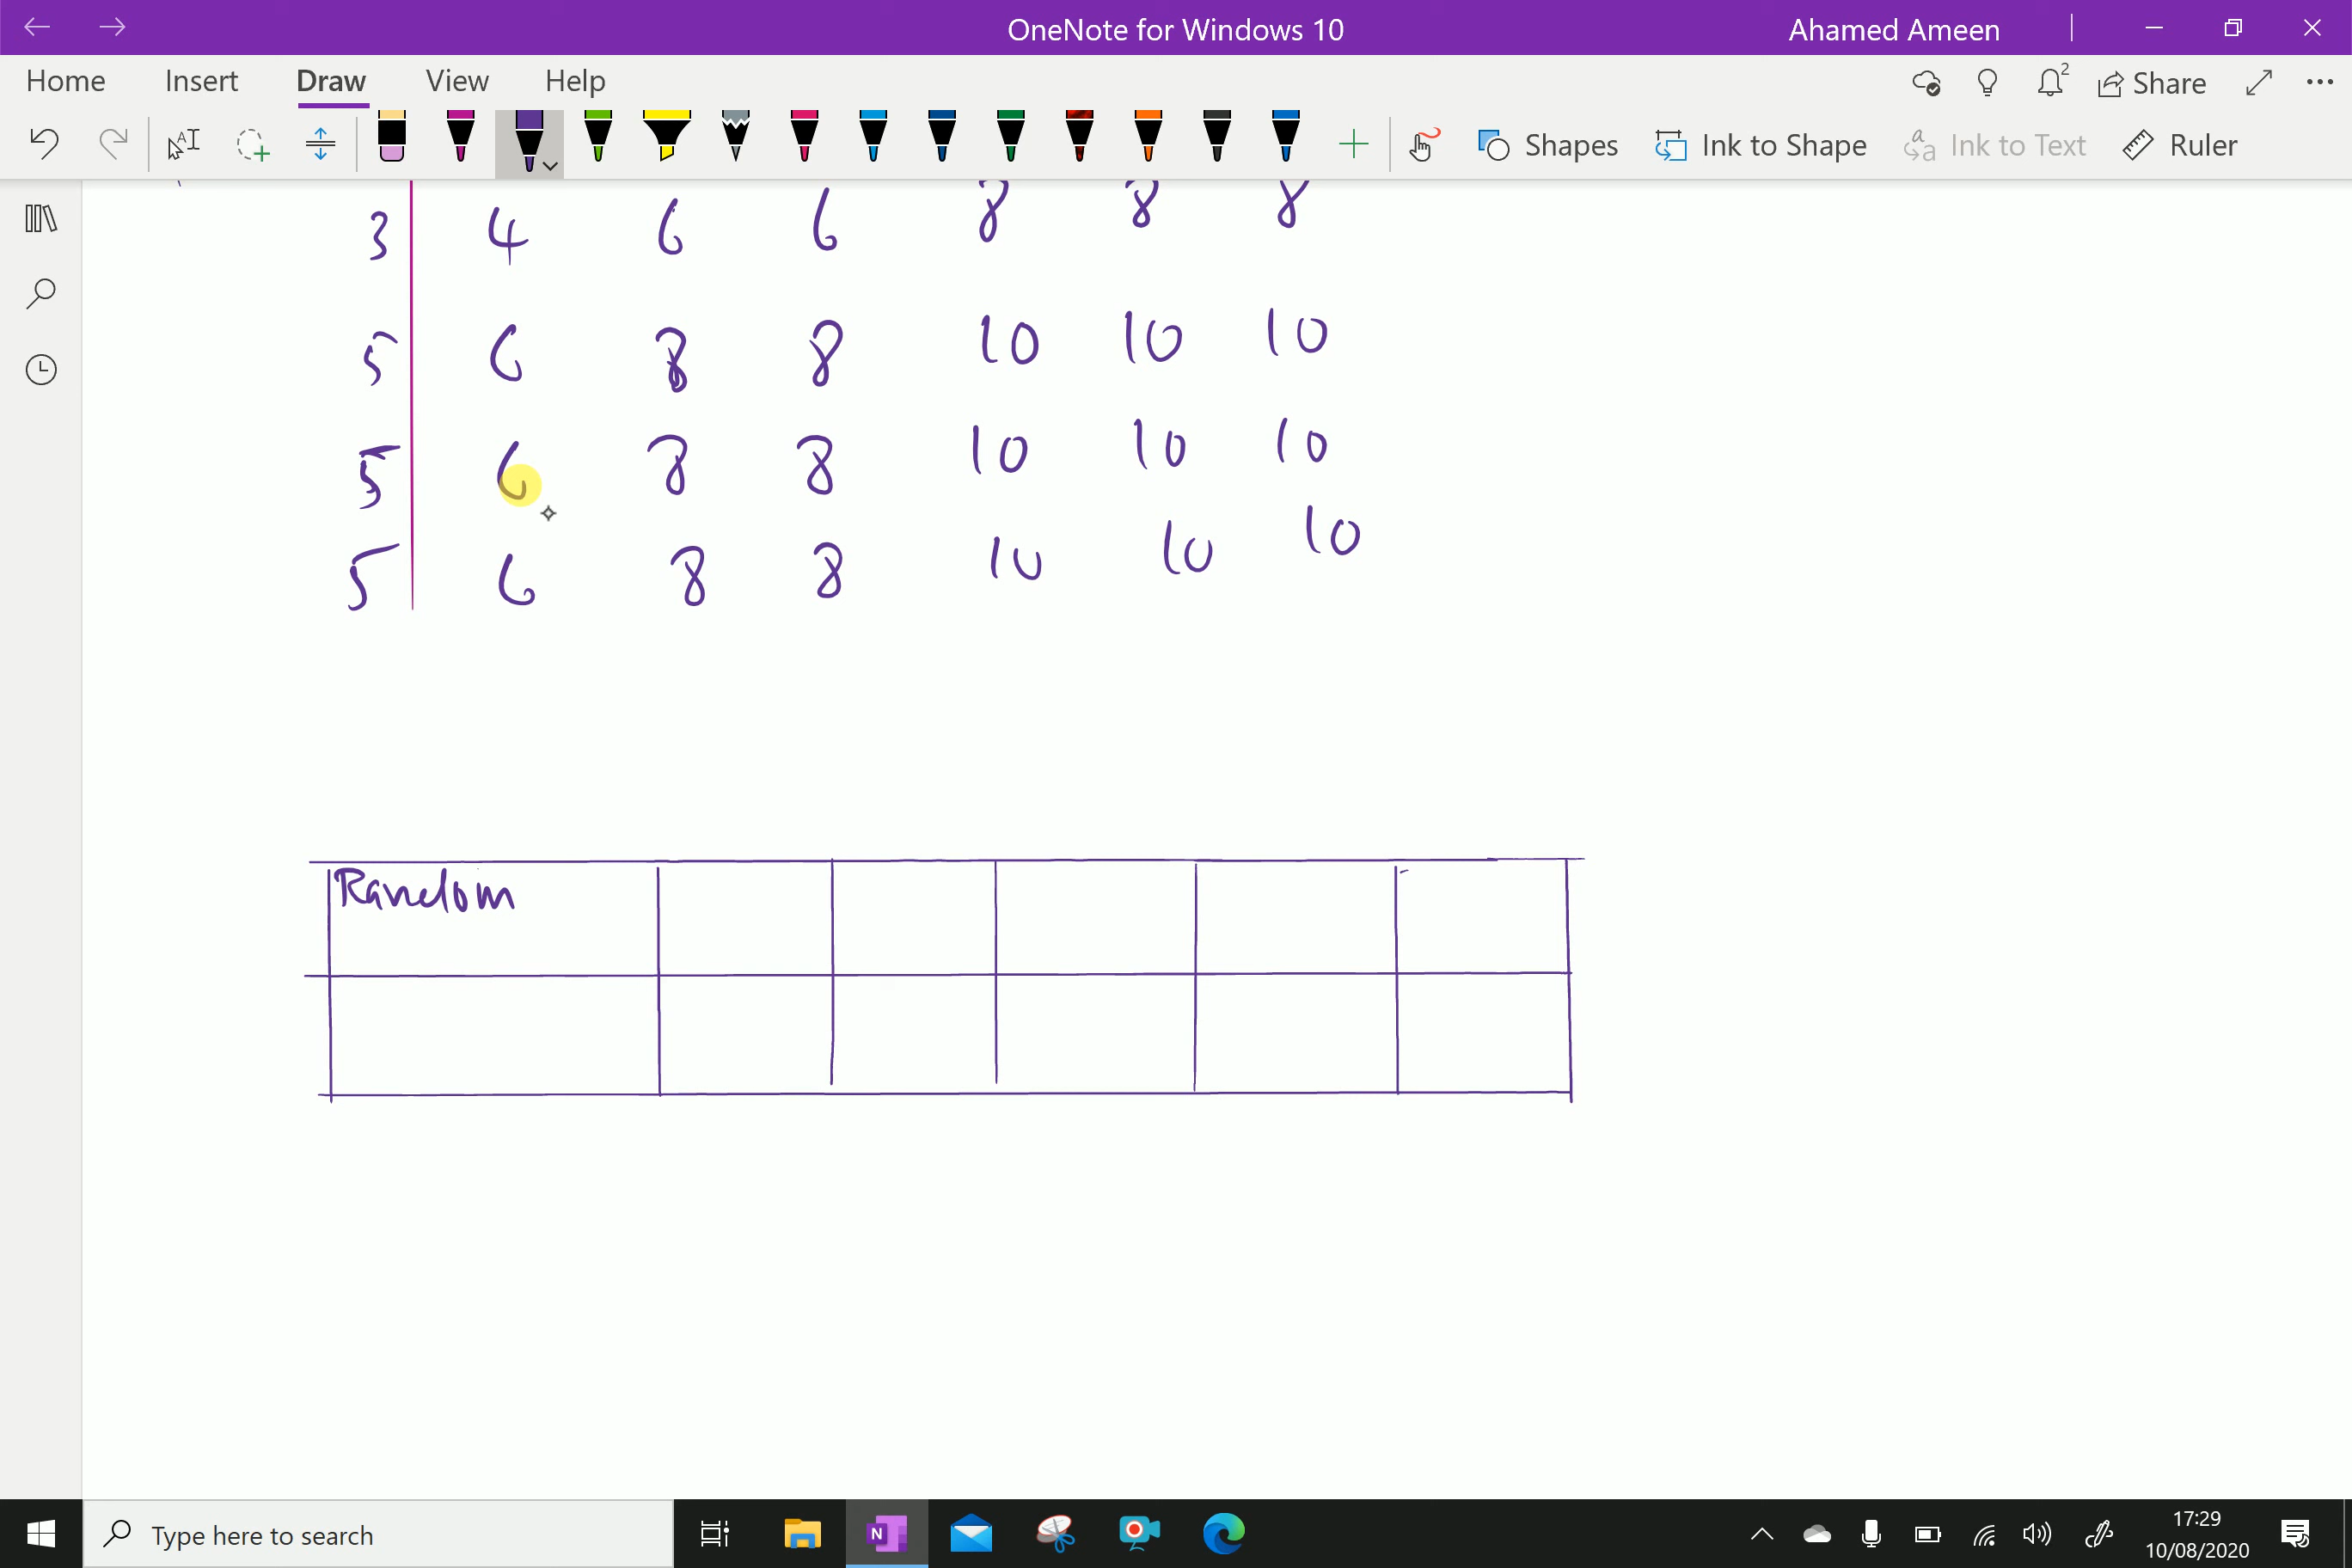 OneNote for Windows 10 Ahamed Ameen
Home Insert Draw View Help 2 Share
Shapes Ink to Shape Ink to Text Ruler
3 4 6 6 8 8 8
5 6 8 8 10 10 10
5 6 8 8 10 10 10
5 6 8 8 10 10 10
Random
Type here to search
17:29
10/08/2020